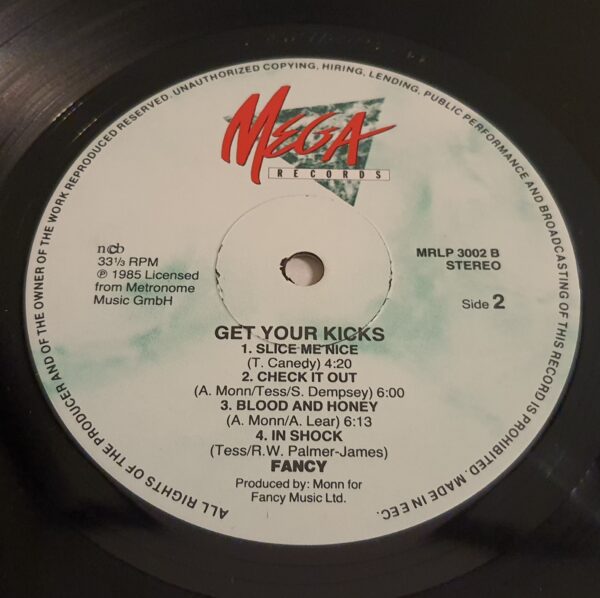 ALL RIGHTS OF THE PRODUCER AND OF THE OWNER OF THE WORK REPRODUCED RESERVED. UNAUTHORIZED COPYING, HIRING, LENDING, PUBLIC PERFORMANCE AND BROADCASTING OF THIS RECORD IS PROHIBITED. MADE IN EEC.
MEGA
RECORDS
ncb
33⅓ RPM
℗ 1985 Licensed
from Metronome
Music GmbH
MRLP 3002 B
STEREO
Side 2
GET YOUR KICKS
1. SLICE ME NICE
(T. Canedy) 4:20
2. CHECK IT OUT
(A. Monn/Tess/S. Dempsey) 6:00
3. BLOOD AND HONEY
(A. Monn/A. Lear) 6:13
4. IN SHOCK
(Tess/R.W. Palmer-James)
FANCY
Produced by: Monn for
Fancy Music Ltd.